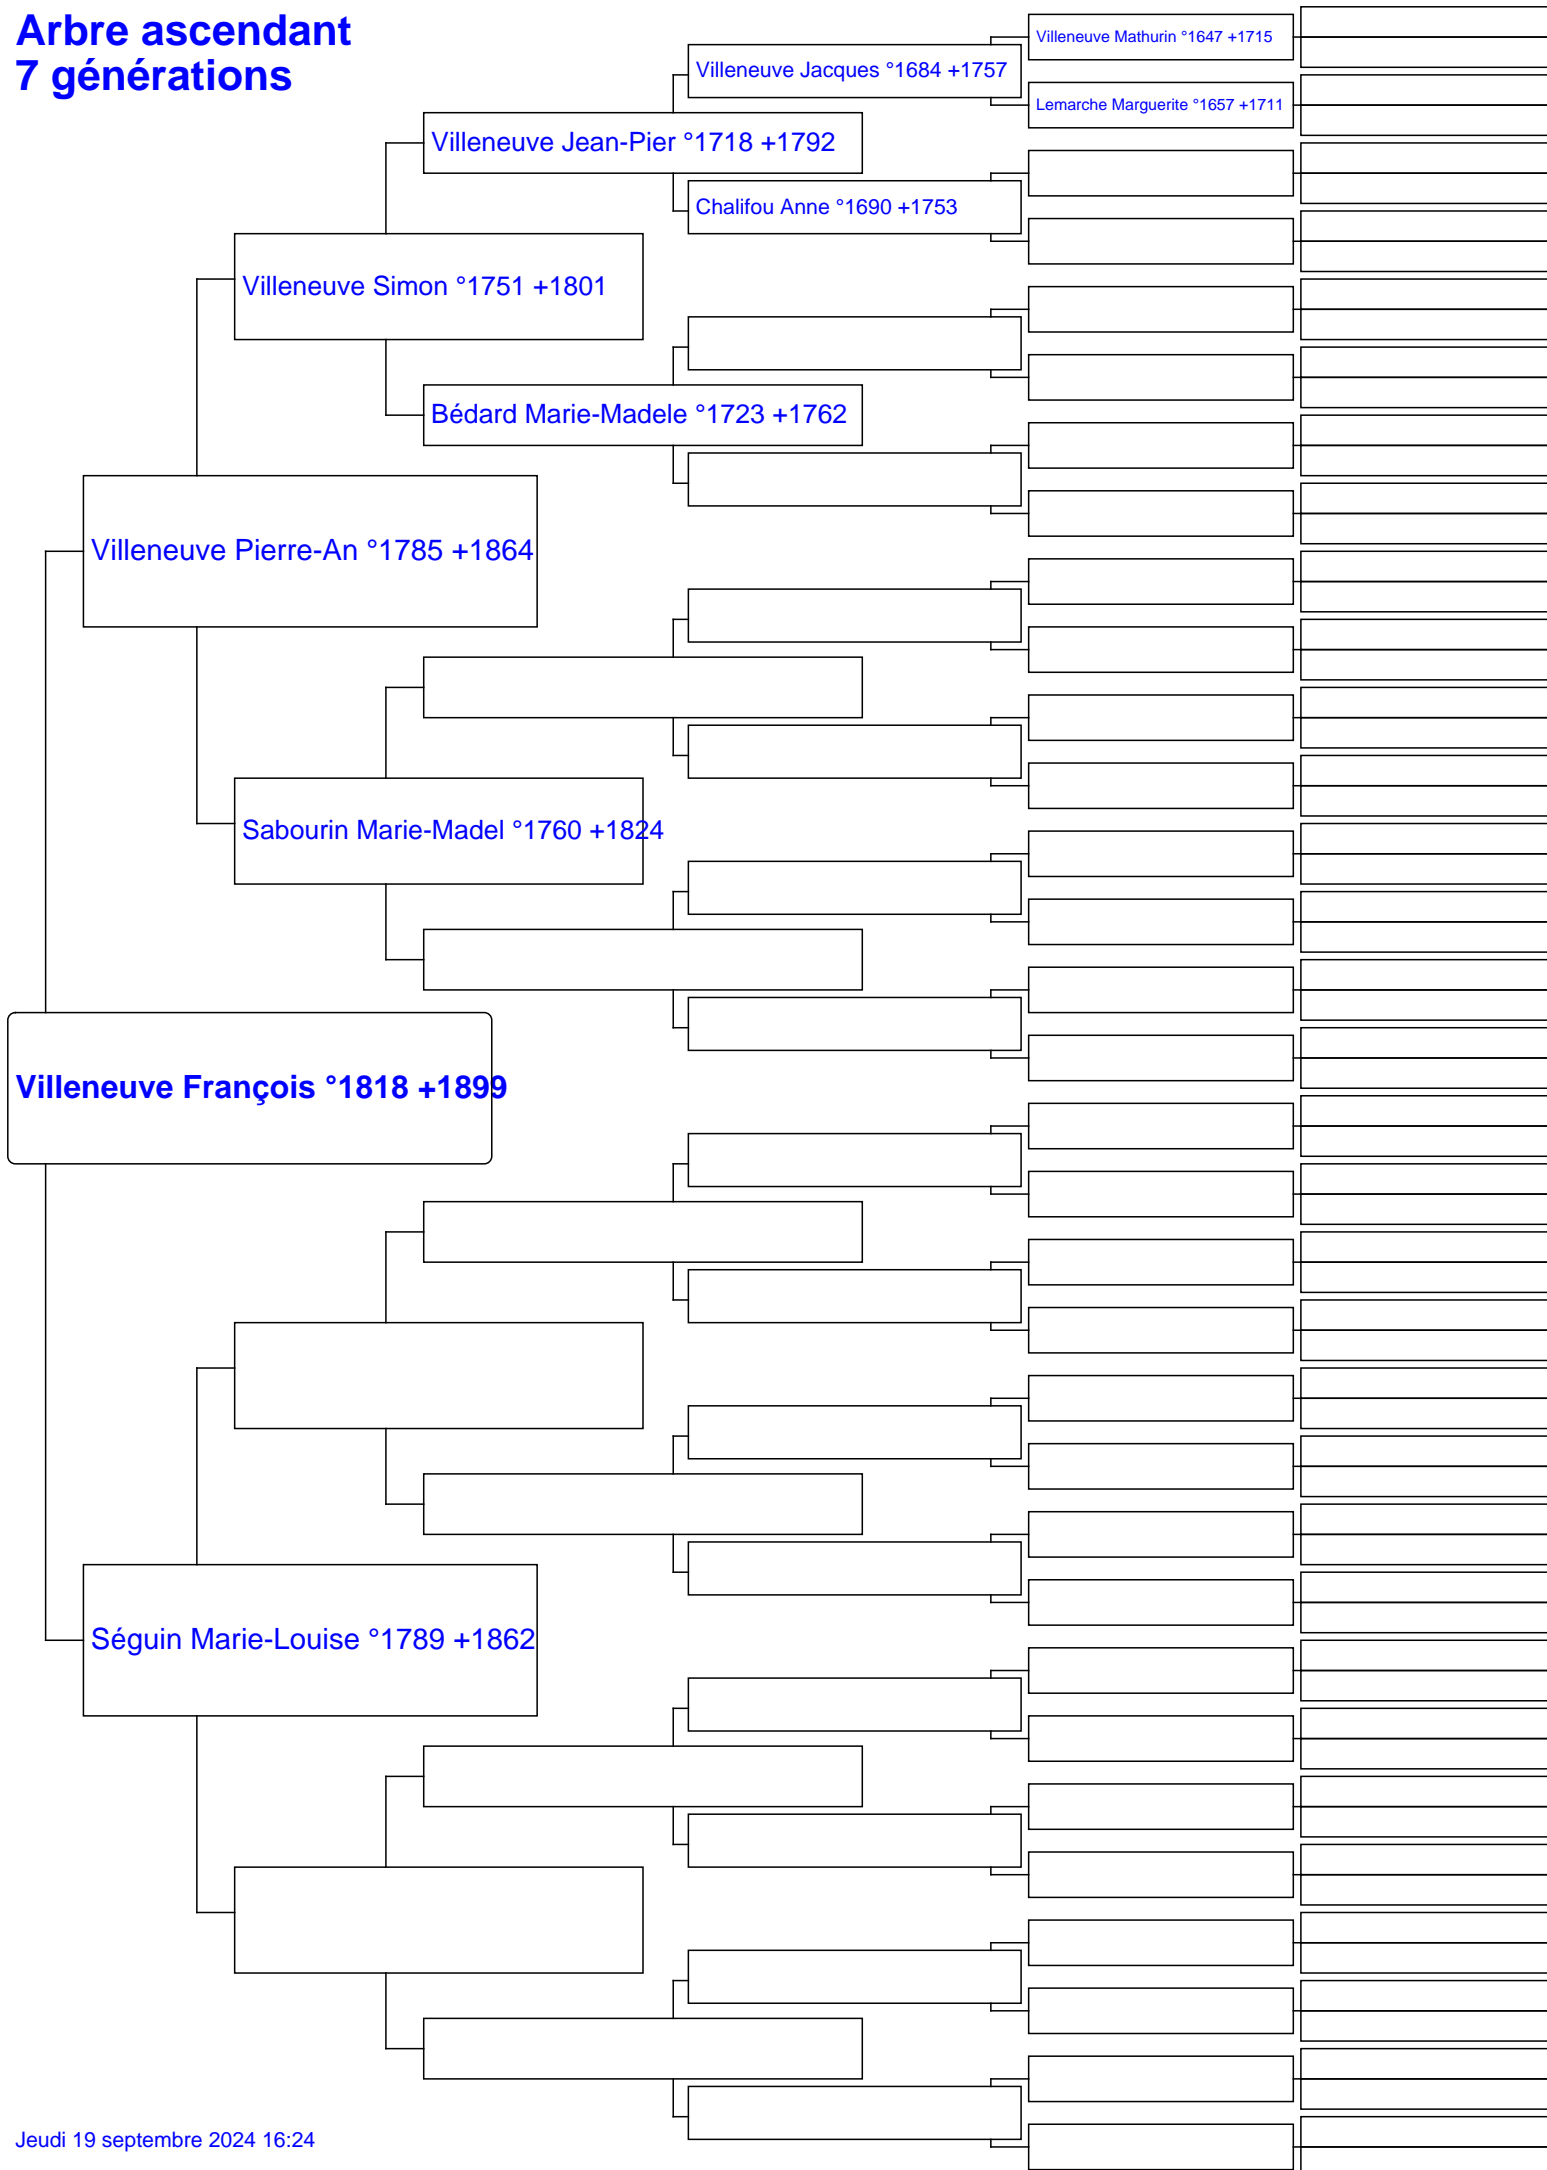 Arbre ascendant
7 générations
Villeneuve Mathurin °1647 +1715
Villeneuve Jacques °1684 +1757
Lemarche Marguerite °1657 +1711
Villeneuve Jean-Pier °1718 +1792
Chalifou Anne °1690 +1753
Villeneuve Simon °1751 +1801
Bédard Marie-Madele °1723 +1762
Villeneuve Pierre-An °1785 +1864
Sabourin Marie-Madel °1760 +1824
Villeneuve François °1818 +1899
Séguin Marie-Louise °1789 +1862
Jeudi 19 septembre 2024 16:24